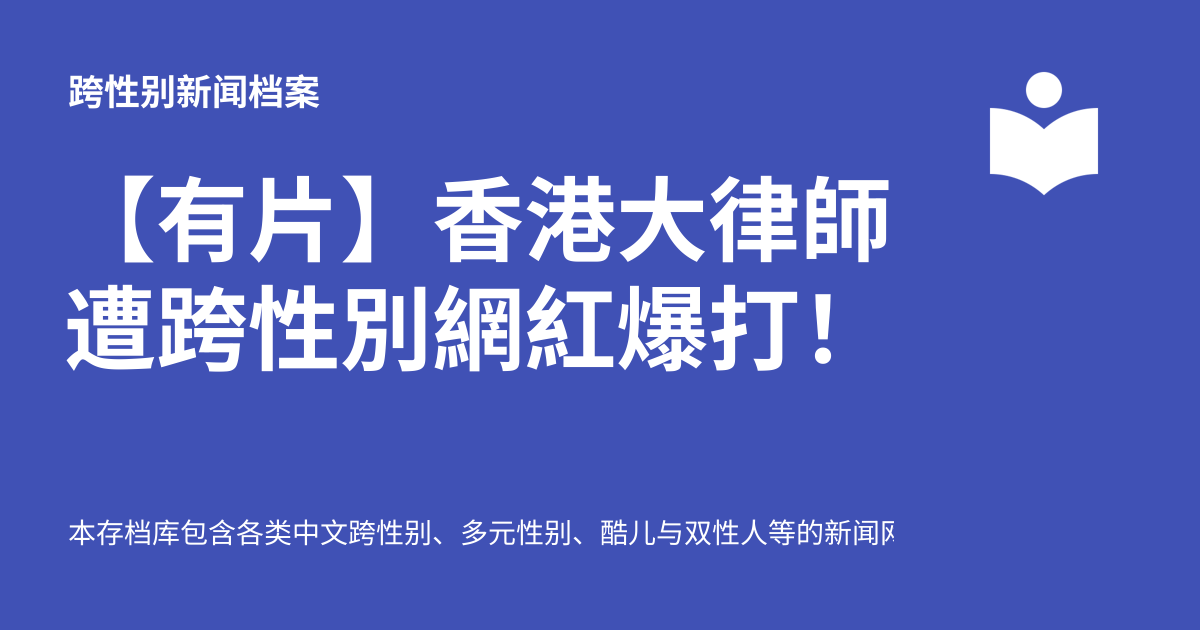 跨性别新闻档案
【有片】香港大律師
遭跨性別網紅爆打！
本存档库包含各类中文跨性别、多元性别、酷儿与双性人等的新闻